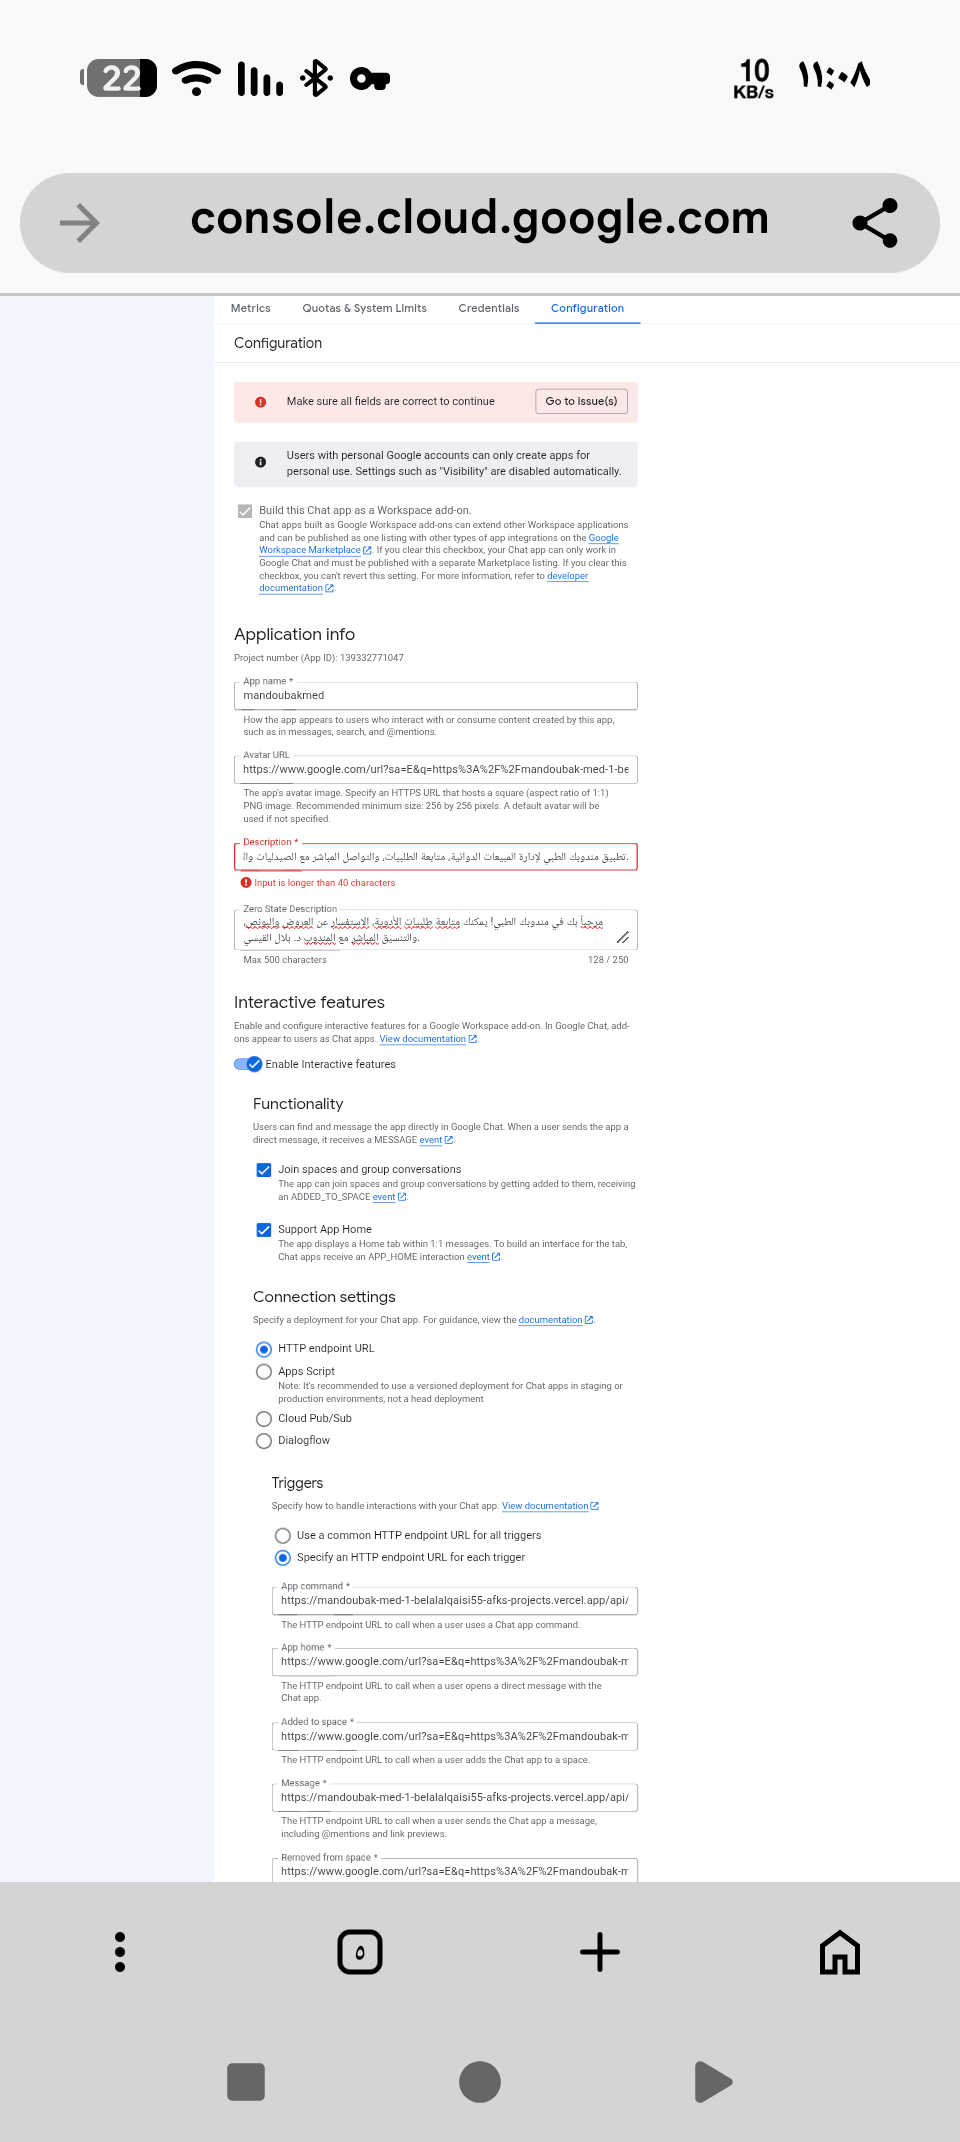 22
10
KB/s
١١:٠٨
console.cloud.google.com
Metrics Quotas & System Limits Credentials Configuration
Configuration
Make sure all fields are correct to continue Go to issue(s)
Users with personal Google accounts can only create apps for
personal use. Settings such as "Visibility" are disabled automatically.
Build this Chat app as a Workspace add-on.
Chat apps built as Google Workspace add-ons can extend other Workspace applications
and can be published as one listing with other types of app integrations on the Google
Workspace Marketplace. If you clear this checkbox, your Chat app can only work in
Google Chat and must be published with a separate Marketplace listing. If you clear this
checkbox, you can't revert this setting. For more information, refer to developer
documentation.
Application info
Project number (App ID): 139332771047
App name *
mandoubakmed
How the app appears to users who interact with or consume content created by this app,
such as in messages, search, and @mentions.
Avatar URL
https://www.google.com/url?sa=E&q=https%3A%2F%2Fmandoubak-med-1-be
The app's avatar image. Specify an HTTPS URL that hosts a square (aspect ratio of 1:1)
PNG image. Recommended minimum size: 256 by 256 pixels. A default avatar will be
used if not specified.
Description *
تطبيق مندوبك الطبي لإدارة المبيعات الدوائية، متابعة الطلبيات، والتواصل المباشر مع الصيدليات وال.
Input is longer than 40 characters
Zero State Description
مرحباً بك في مندوبك الطبي! يمكنك متابعة طلبيات الأدوية، الاستفسار عن العروض والبونص،
والتنسيق المباشر مع المندوب د. بلال القيسي.
Max 500 characters 128 / 250
Interactive features
Enable and configure interactive features for a Google Workspace add-on. In Google Chat, add-
ons appear to users as Chat apps. View documentation.
Enable Interactive features
Functionality
Users can find and message the app directly in Google Chat. When a user sends the app a
direct message, it receives a MESSAGE event.
Join spaces and group conversations
The app can join spaces and group conversations by getting added to them, receiving
an ADDED_TO_SPACE event.
Support App Home
The app displays a Home tab within 1:1 messages. To build an interface for the tab,
Chat apps receive an APP_HOME interaction event.
Connection settings
Specify a deployment for your Chat app. For guidance, view the documentation.
HTTP endpoint URL
Apps Script
Note: It's recommended to use a versioned deployment for Chat apps in staging or
production environments, not a head deployment
Cloud Pub/Sub
Dialogflow
Triggers
Specify how to handle interactions with your Chat app. View documentation
Use a common HTTP endpoint URL for all triggers
Specify an HTTP endpoint URL for each trigger
App command *
https://mandoubak-med-1-belalalqaisi55-afks-projects.vercel.app/api/
The HTTP endpoint URL to call when a user uses a Chat app command.
App home *
https://www.google.com/url?sa=E&q=https%3A%2F%2Fmandoubak-m
The HTTP endpoint URL to call when a user opens a direct message with the
Chat app.
Added to space *
https://www.google.com/url?sa=E&q=https%3A%2F%2Fmandoubak-m
The HTTP endpoint URL to call when a user adds the Chat app to a space.
Message *
https://mandoubak-med-1-belalalqaisi55-afks-projects.vercel.app/api/
The HTTP endpoint URL to call when a user sends the Chat app a message,
including @mentions and link previews.
Removed from space *
https://www.google.com/url?sa=E&q=https%3A%2F%2Fmandoubak-m
٥